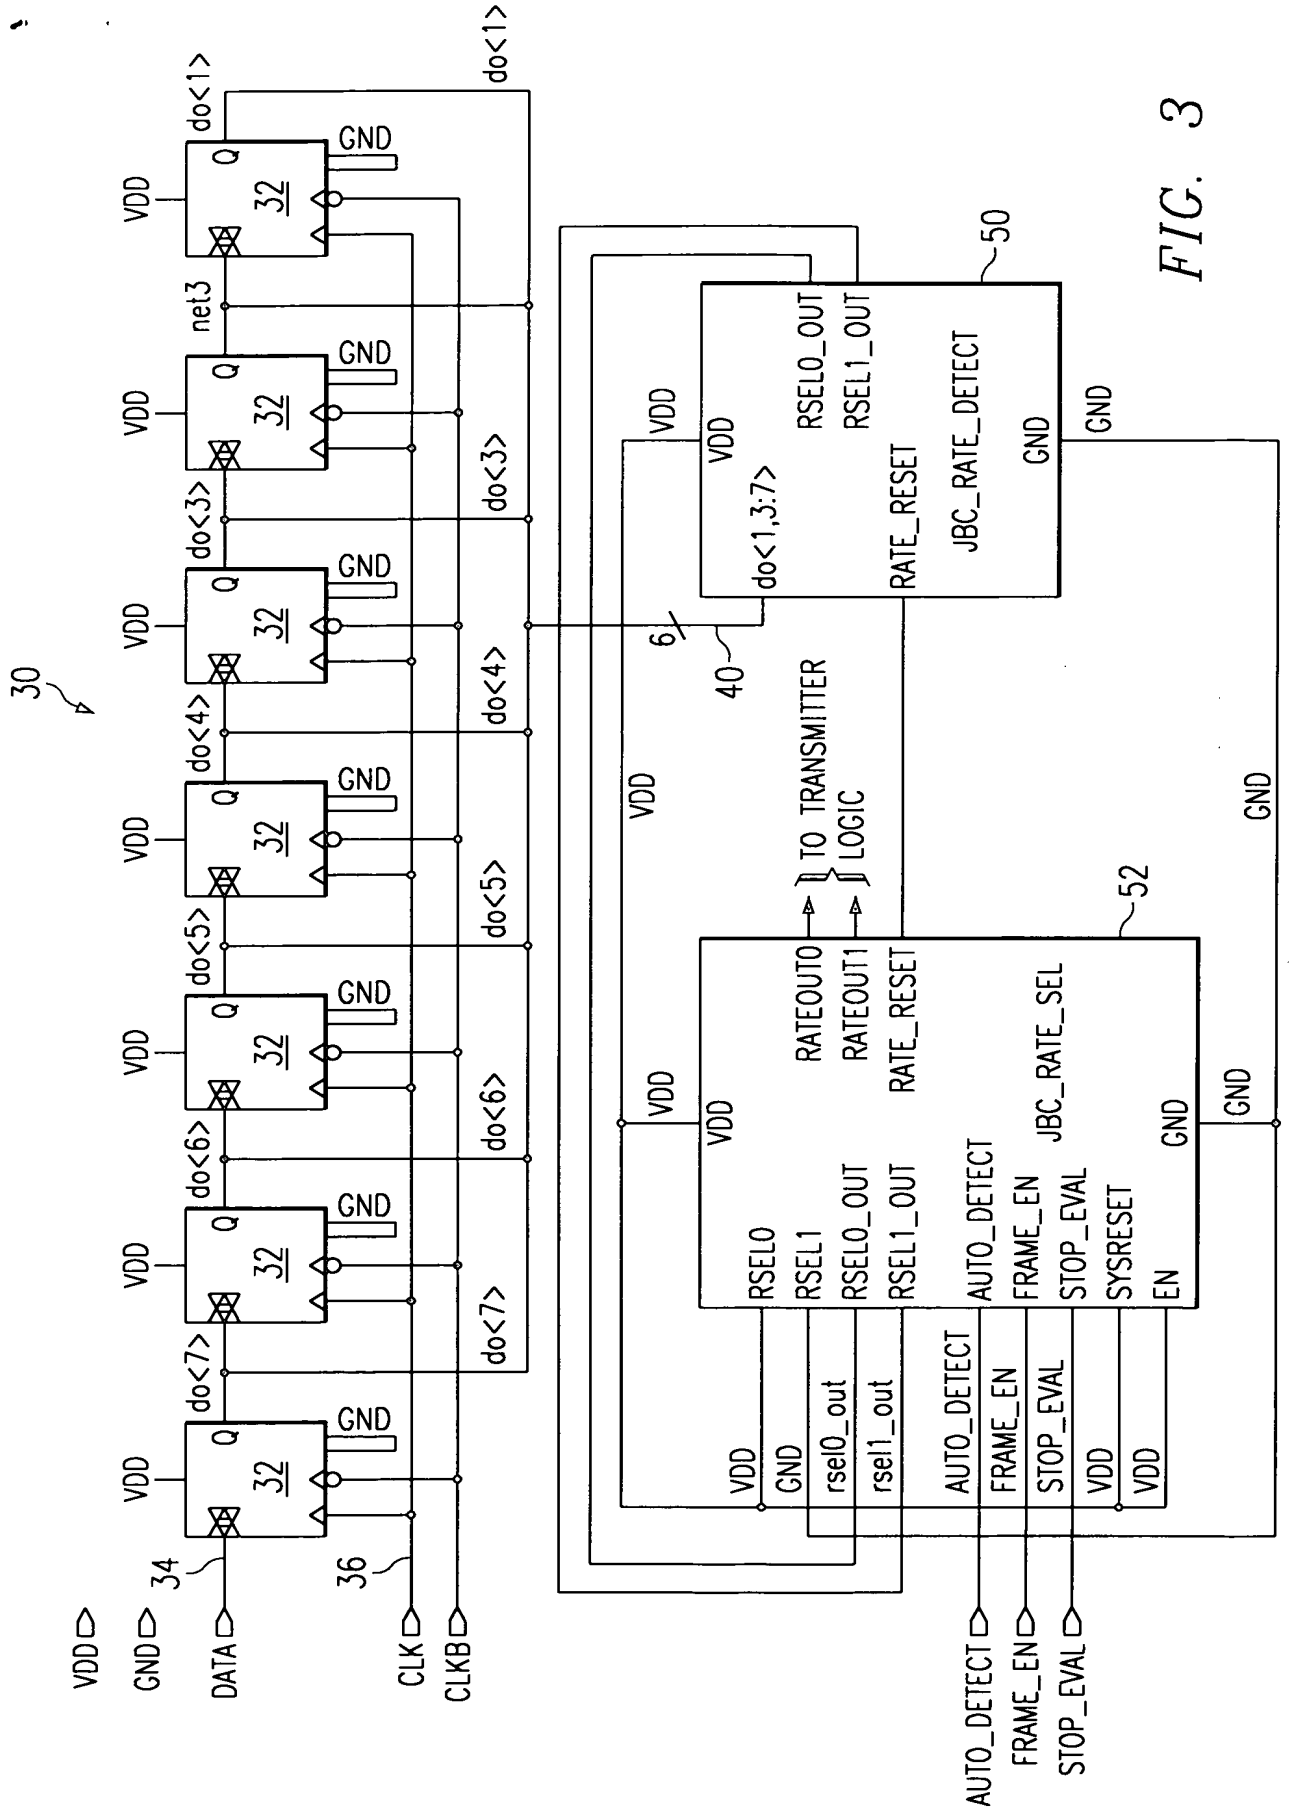 30
VDD
GND
DATA
34
CLK
36
CLKB
VDD
VDD
VDD
VDD
VDD
VDD
VDD
do<7>
do<6>
do<5>
do<4>
do<3>
net3
do<1>
Q
Q
Q
Q
Q
Q
Q
32
32
32
32
32
32
32
GND
GND
GND
GND
GND
GND
GND
do<7>
do<6>
do<5>
do<4>
do<3>
do<1>
6
40
VDD
VDD
VDD
VDD
GND
rsel0_out
rsel1_out
AUTO_DETECT
FRAME_EN
STOP_EVAL
VDD
VDD
AUTO_DETECT
FRAME_EN
STOP_EVAL
VDD
RSEL0
RSEL1
RSEL0_OUT
RSEL1_OUT
AUTO_DETECT
FRAME_EN
STOP_EVAL
SYSRESET
EN
RATEOUT0
RATEOUT1
RATE_RESET
JBC_RATE_SEL
GND
GND
52
TO TRANSMITTER
LOGIC
VDD
do<1,3:7>
RSEL0_OUT
RSEL1_OUT
RATE_RESET
JBC_RATE_DETECT
GND
GND
50
GND
FIG. 3